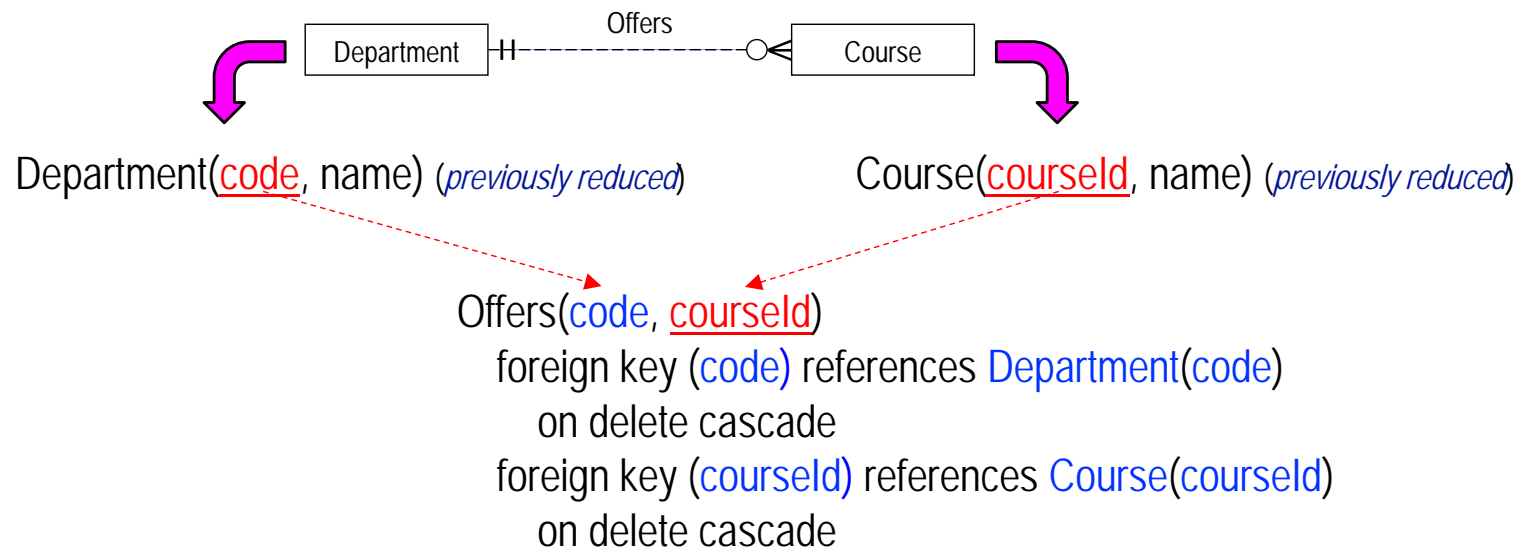 Offers
Department
Course
Department(code, name) (previously reduced)
Course(courseId, name) (previously reduced)
Offers(code, courseId)
foreign key (code) references Department(code)
on delete cascade
foreign key (courseId) references Course(courseId)
on delete cascade